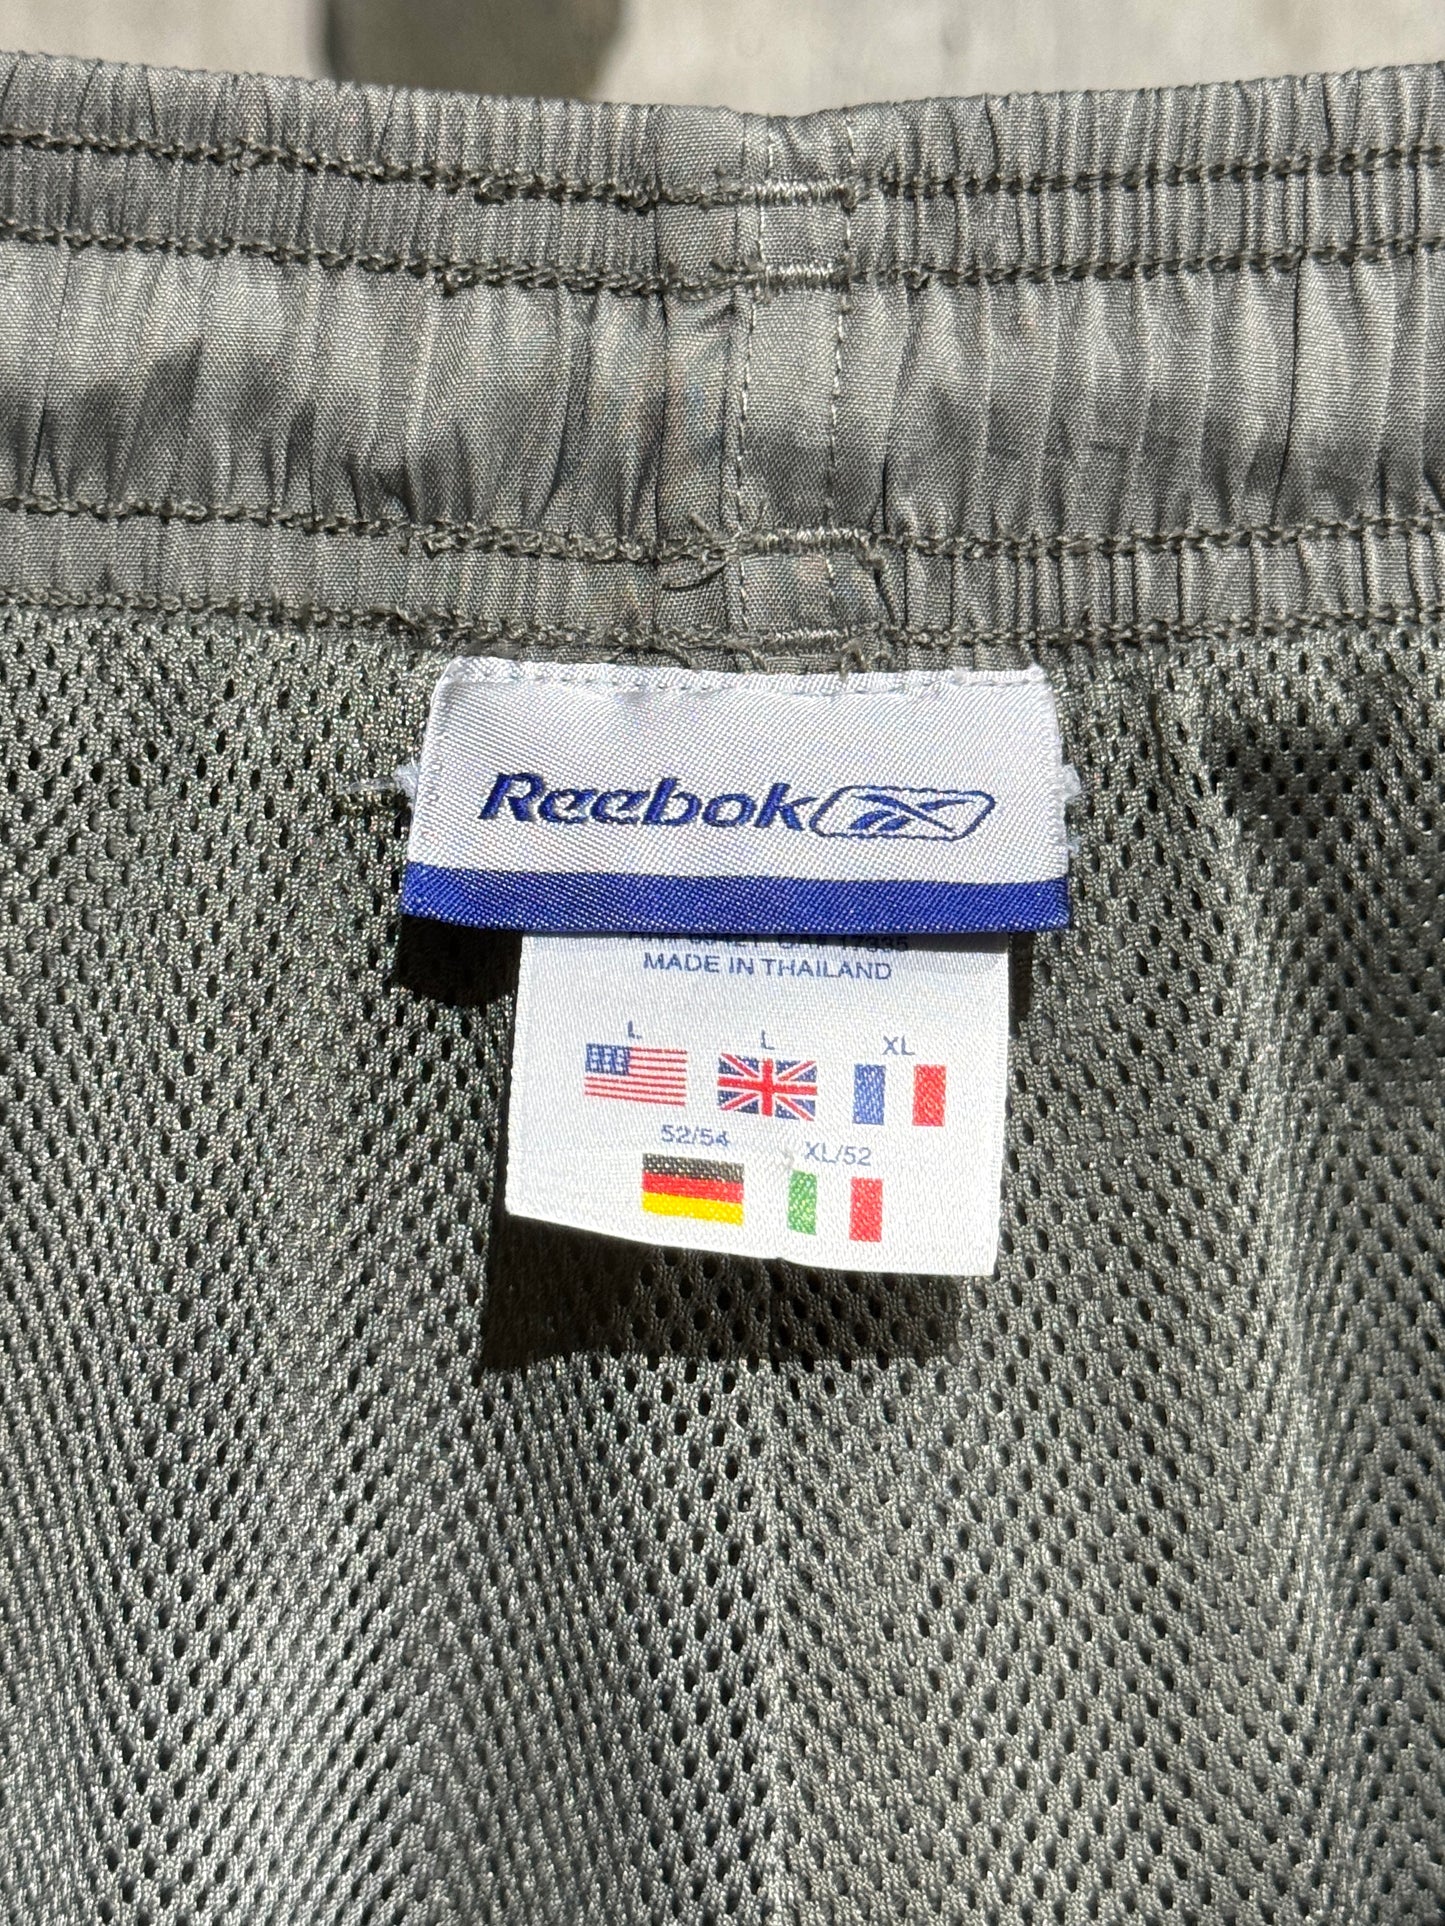 Reebok
MADE IN THAILAND
L L XL
52/54 XL/52